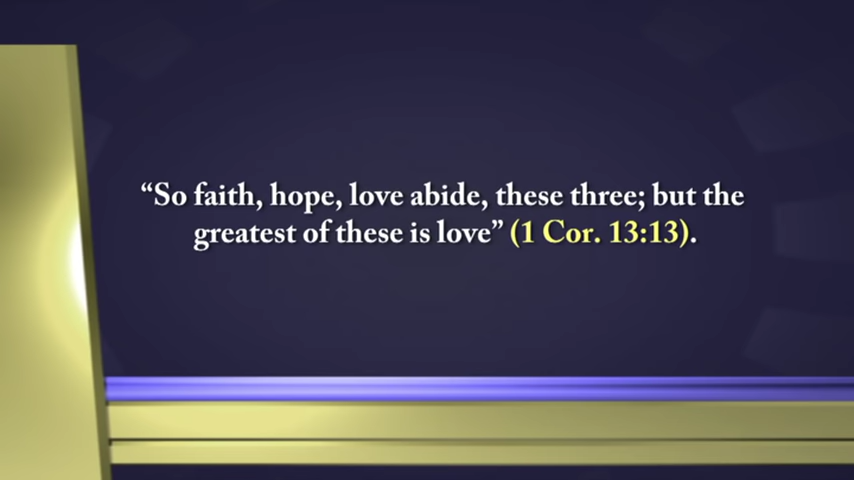 “So faith, hope, love abide, these three; but the
greatest of these is love” (1 Cor. 13:13).